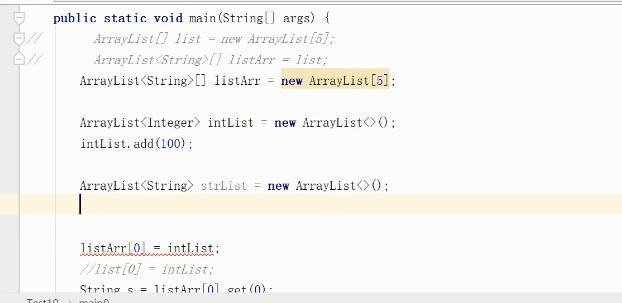 public static void main(String[] args) {
//      ArrayList[] list = new ArrayList[5];
//      ArrayList<String>[] listArr = list;
ArrayList<String>[] listArr = new ArrayList[5];
ArrayList<Integer> intList = new ArrayList<>();
intList.add(100);
ArrayList<String> strList = new ArrayList<>();
listArr[0] = intList;
//list[0] = intList;
String s = listArr[0].get(0);
Test10 > main()